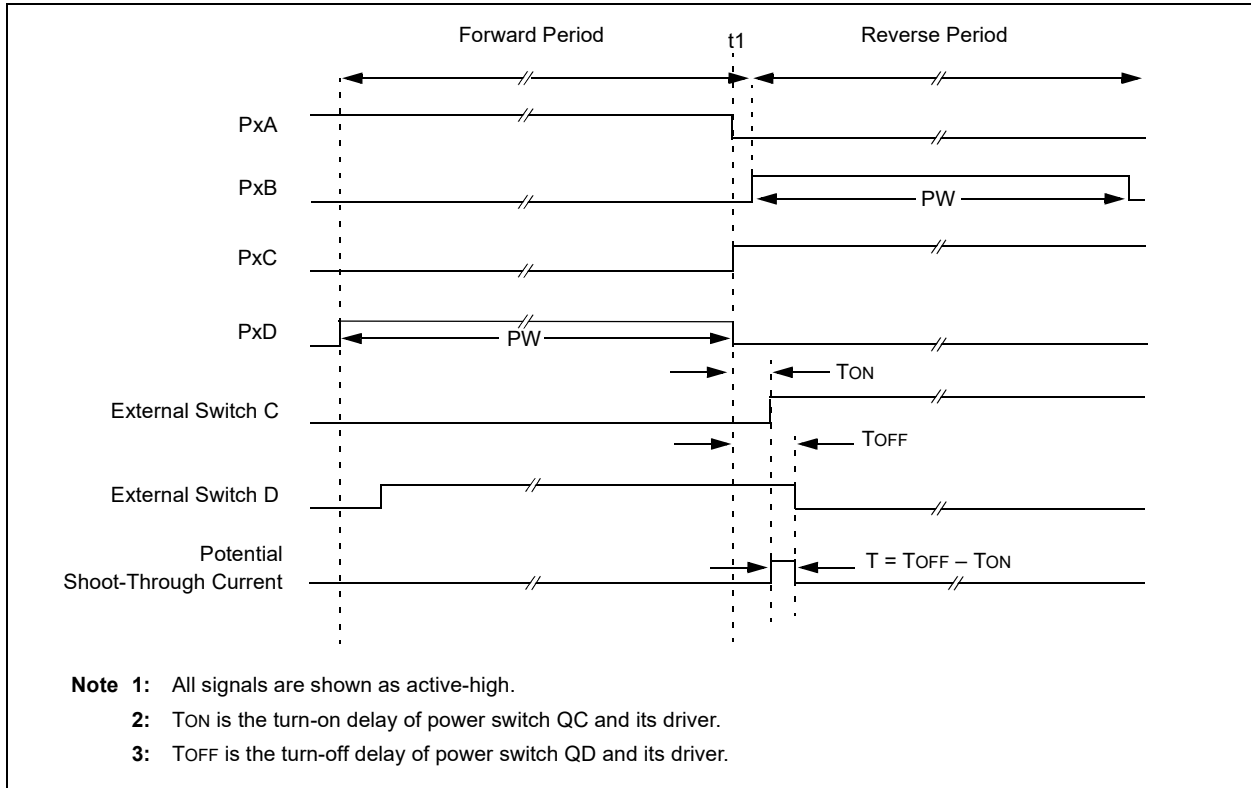 Forward Period
t1
Reverse Period
PxA
PxB
PW
PxC
PxD
PW
TON
External Switch C
TOFF
External Switch D
Potential
Shoot-Through Current
T = TOFF – TON
Note 1: All signals are shown as active-high.
2: TON is the turn-on delay of power switch QC and its driver.
3: TOFF is the turn-off delay of power switch QD and its driver.